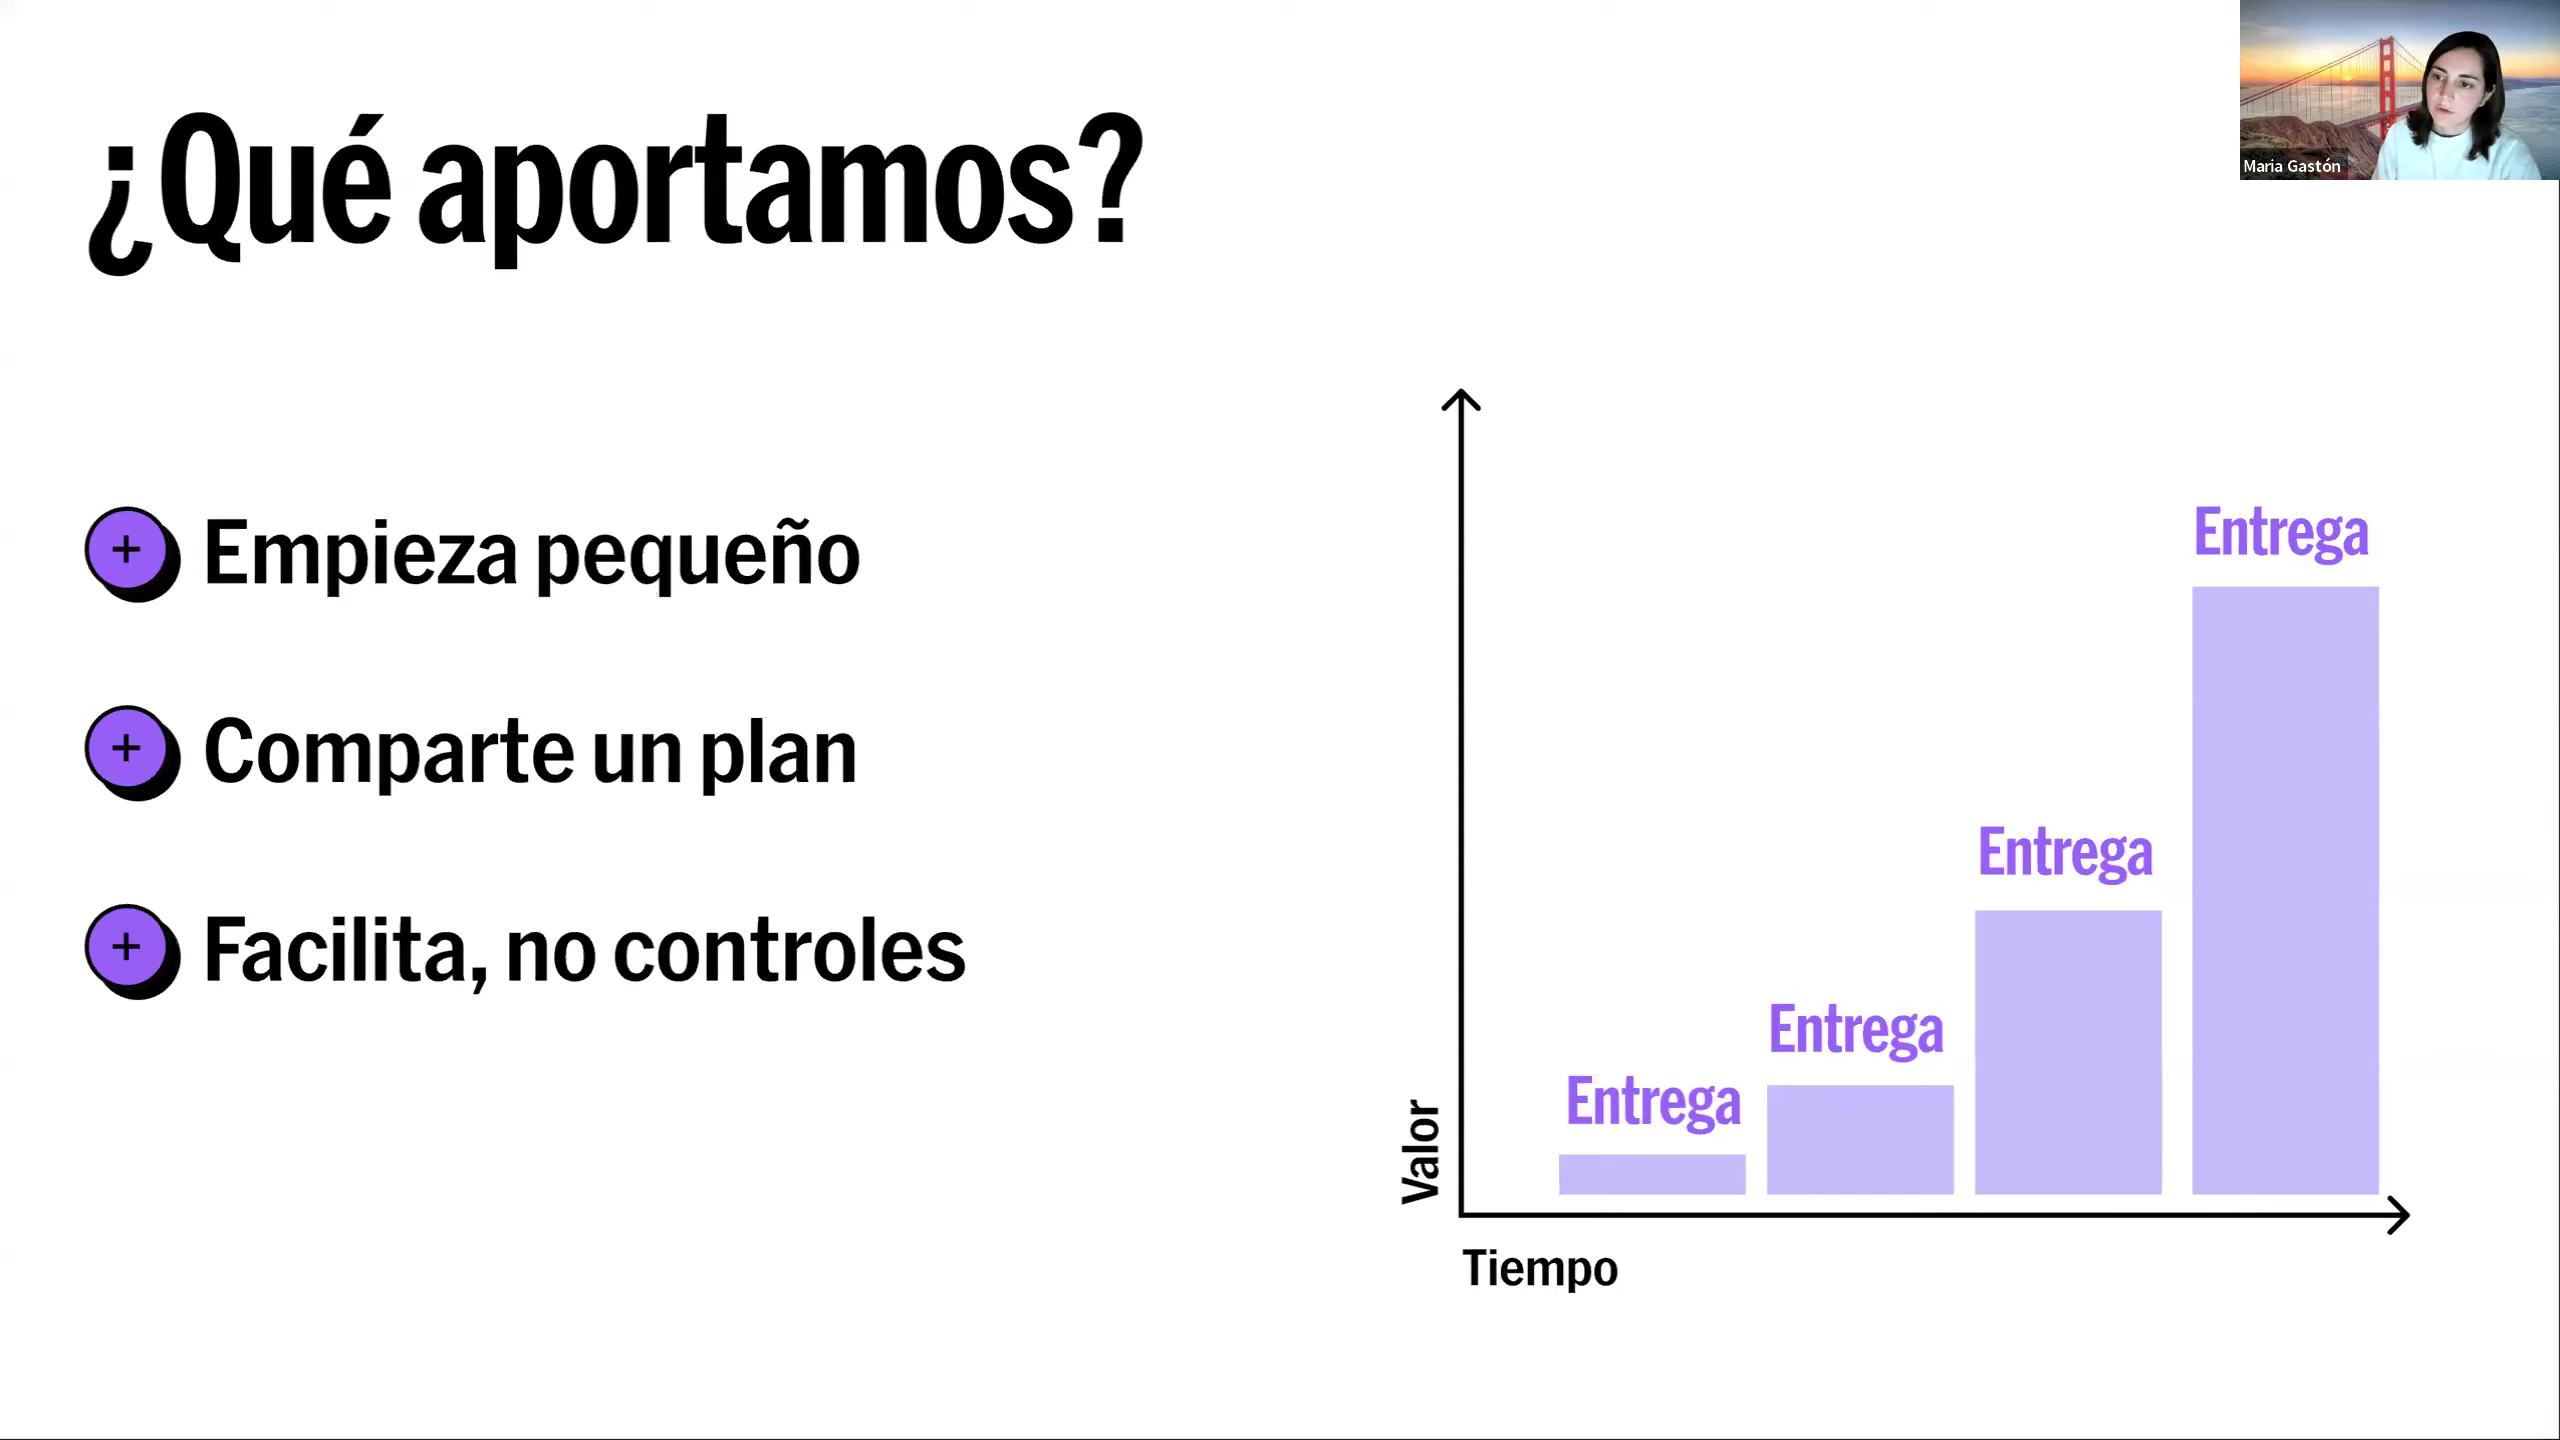 ¿Qué aportamos?
Maria Gastón
+ Empieza pequeño
+ Comparte un plan
+ Facilita, no controles
Entrega
Entrega
Entrega
Entrega
Valor
Tiempo